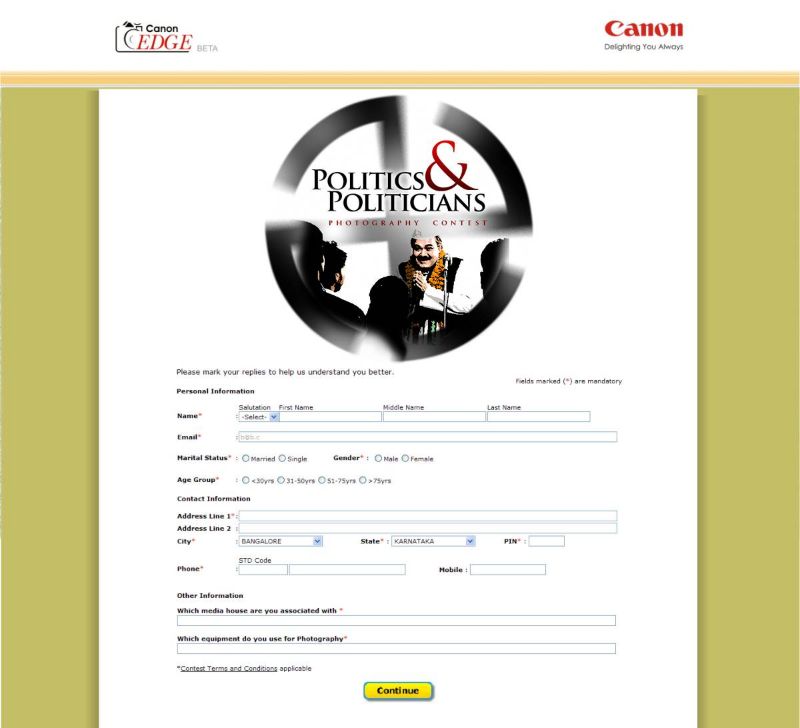 Canon
EDGE BETA
Canon
Delighting You Always
POLITICS &
POLITICIANS
PHOTOGRAPHY CONTEST
Please mark your replies to help us understand you better.
Fields marked (*) are mandatory
Personal Information
Salutation First Name Middle Name Last Name
Name* : -Select-
Email* :
Marital Status* : Married Single Gender* : Male Female
Age Group* : <30yrs 31-50yrs 51-75yrs >75yrs
Contact Information
Address Line 1* :
Address Line 2 :
City* : BANGALORE State* : KARNATAKA PIN* :
STD Code
Phone* : Mobile :
Other Information
Which media house are you associated with *
Which equipment do you use for Photography*
*Contest Terms and Conditions applicable
Continue